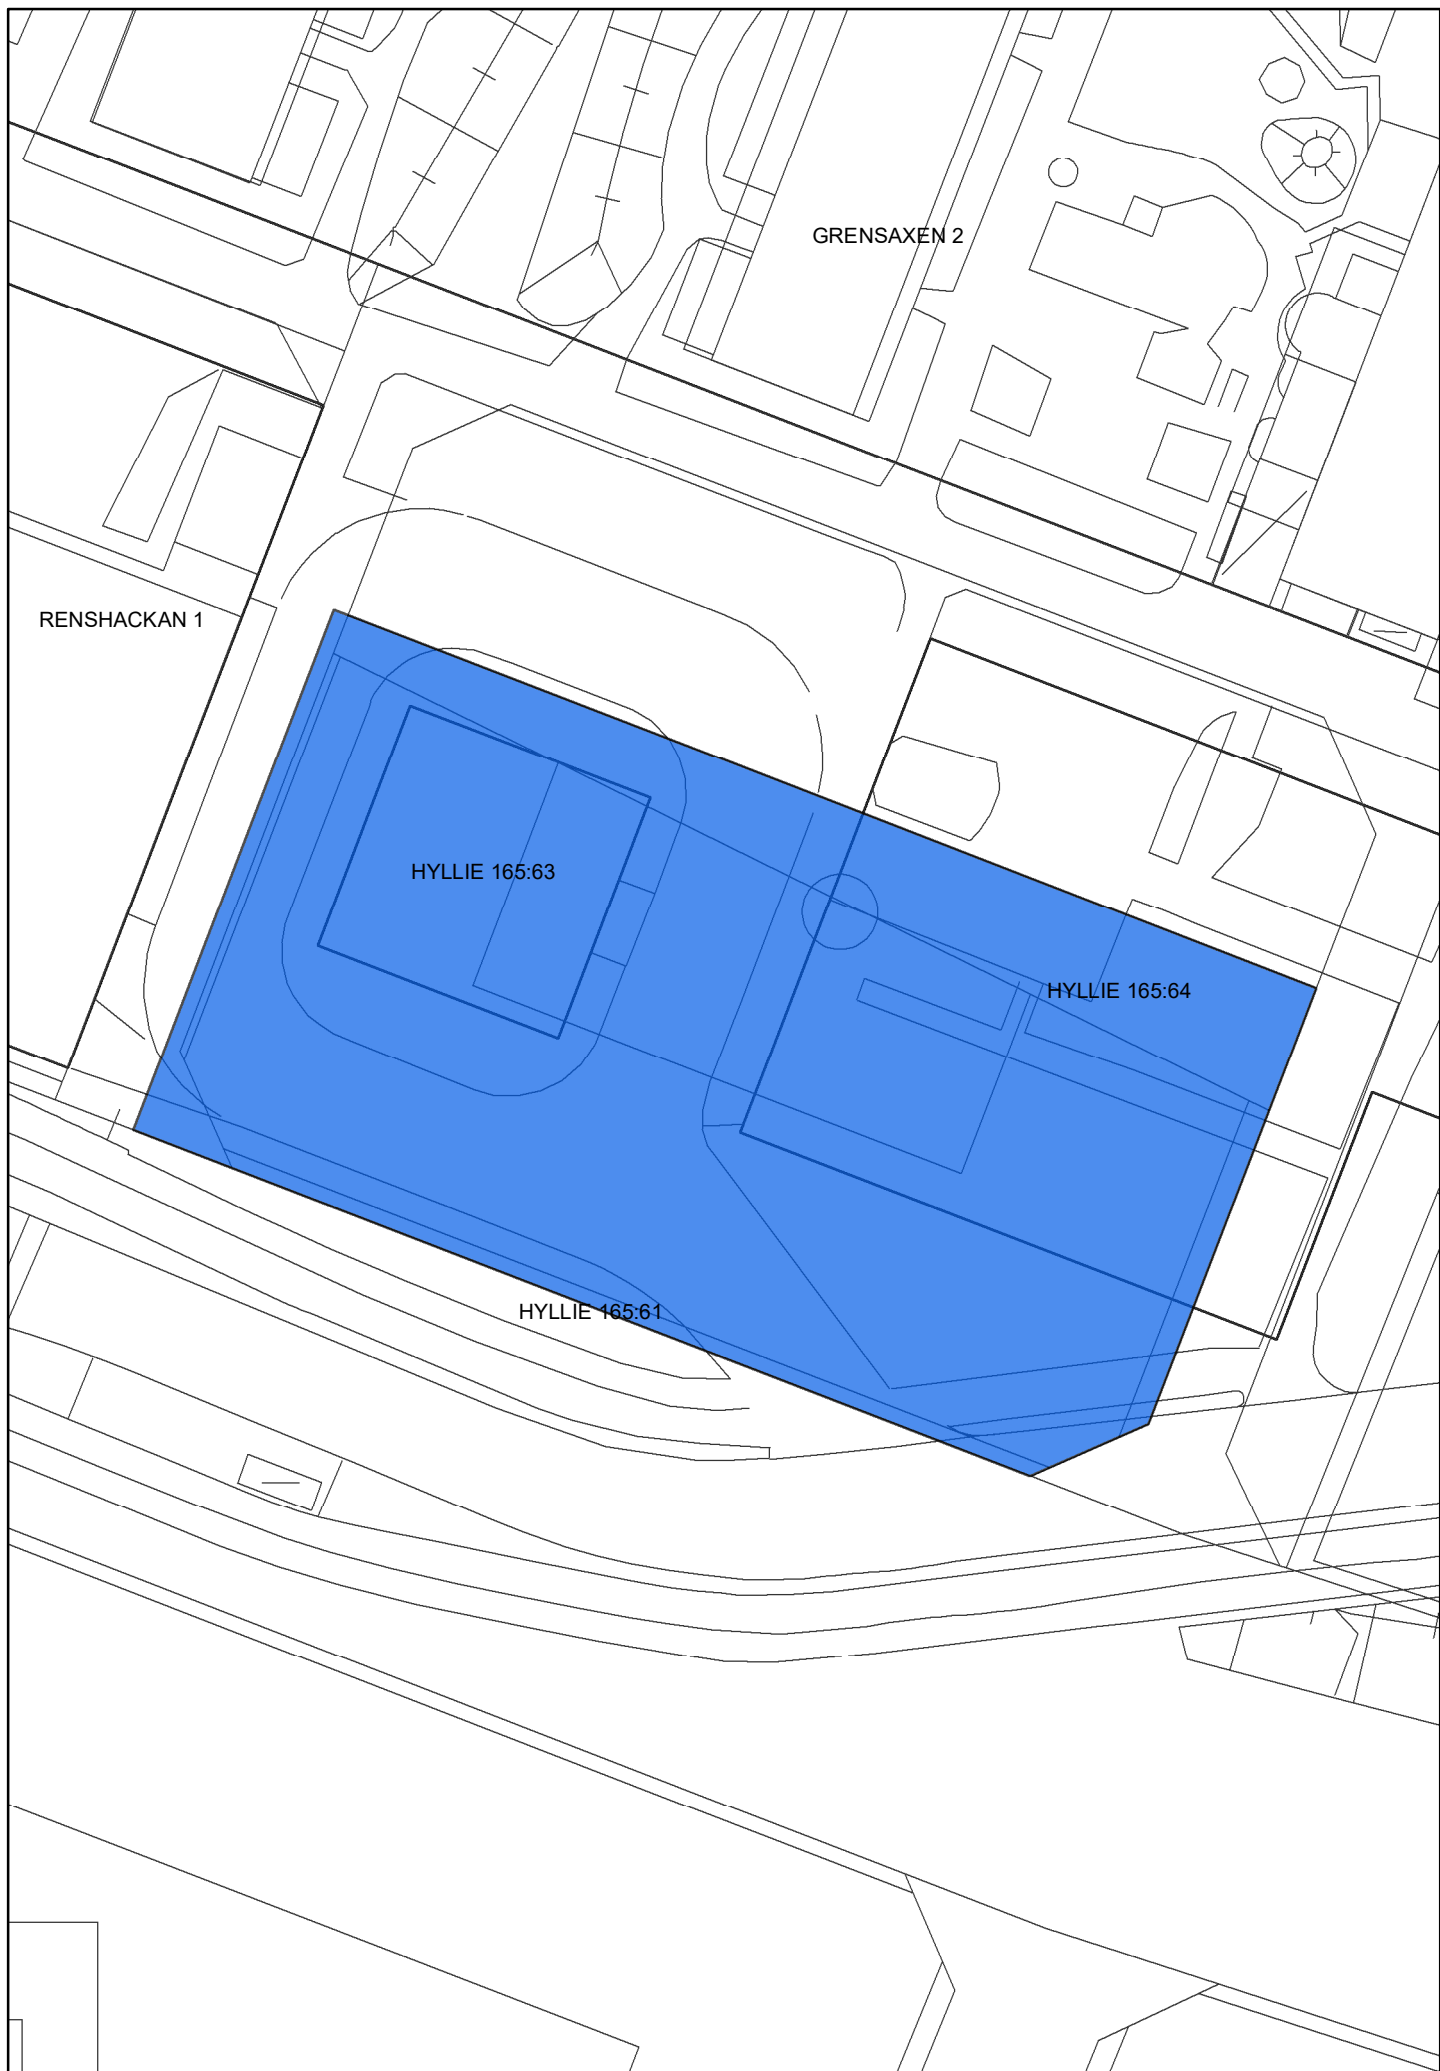 GRENSAXEN 2
RENSHACKAN 1
HYLLIE 165:63
HYLLIE 165:64
HYLLIE 165:61